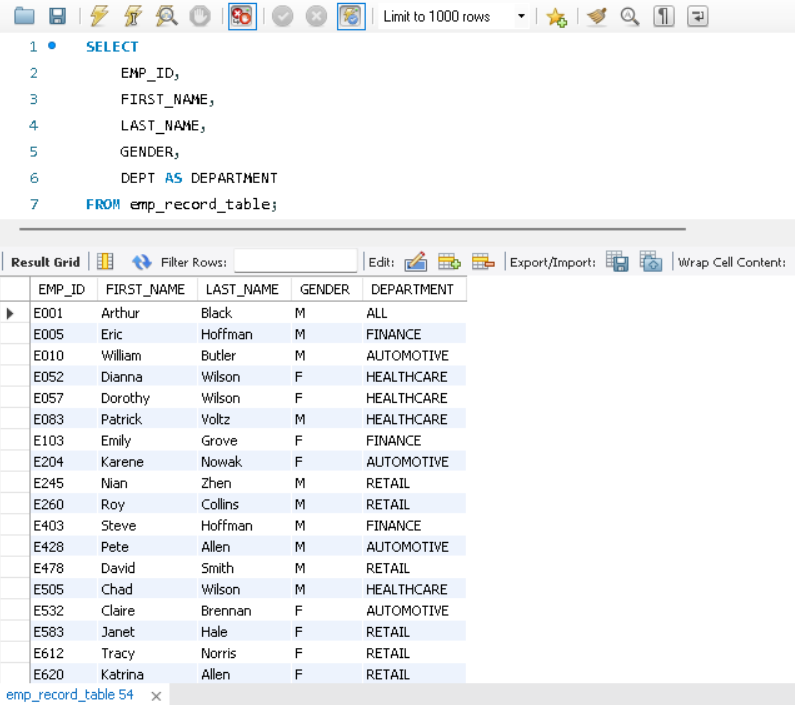 Limit to 1000 rows
1 SELECT
2 EMP_ID,
3 FIRST_NAME,
4 LAST_NAME,
5 GENDER,
6 DEPT AS DEPARTMENT
7 FROM emp_record_table;
Result Grid Filter Rows: Edit: Export/Import: Wrap Cell Content:
EMP_ID FIRST_NAME LAST_NAME GENDER DEPARTMENT
E001 Arthur Black M ALL
E005 Eric Hoffman M FINANCE
E010 William Butler M AUTOMOTIVE
E052 Dianna Wilson F HEALTHCARE
E057 Dorothy Wilson F HEALTHCARE
E083 Patrick Voltz M HEALTHCARE
E103 Emily Grove F FINANCE
E204 Karene Nowak F AUTOMOTIVE
E245 Nian Zhen M RETAIL
E260 Roy Collins M RETAIL
E403 Steve Hoffman M FINANCE
E428 Pete Allen M AUTOMOTIVE
E478 David Smith M RETAIL
E505 Chad Wilson M HEALTHCARE
E532 Claire Brennan F AUTOMOTIVE
E583 Janet Hale F RETAIL
E612 Tracy Norris F RETAIL
E620 Katrina Allen F RETAIL
emp_record_table 54